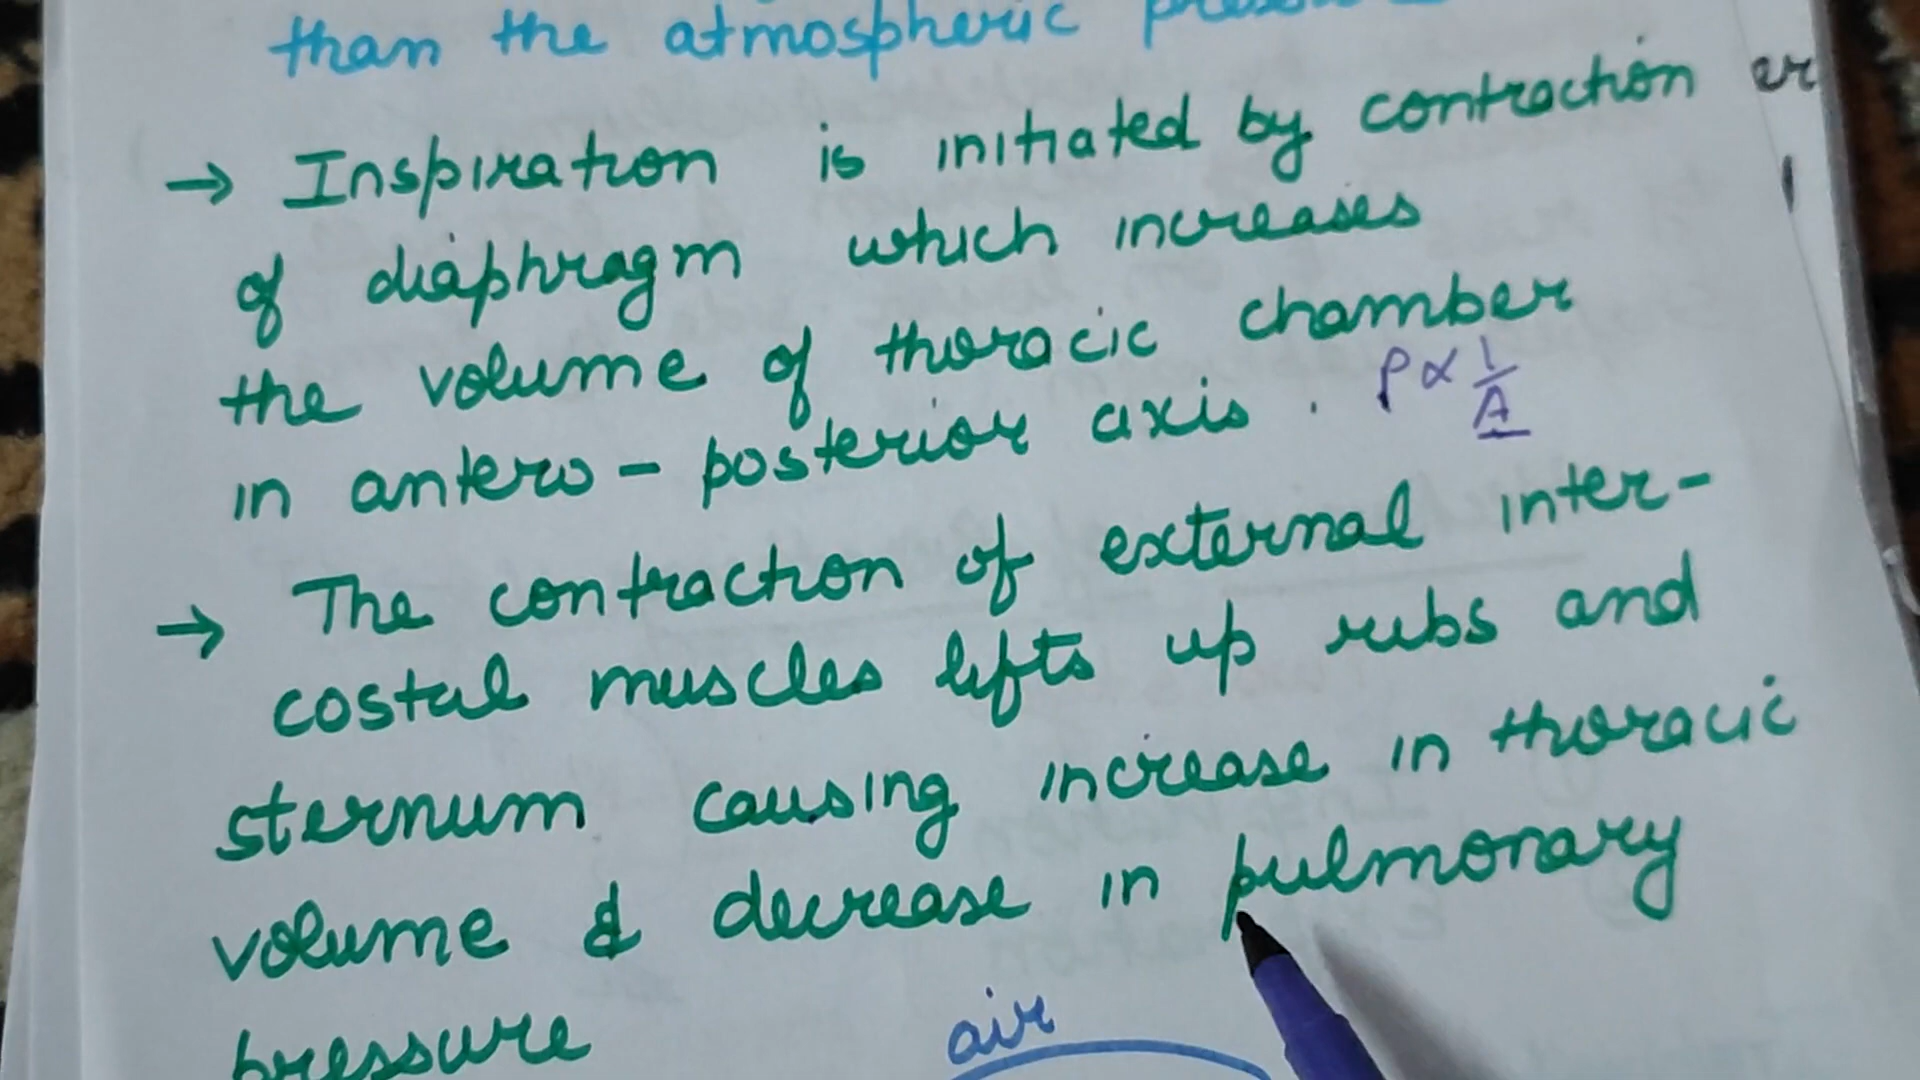 than the atmospheric pressure
→ Inspiration is initiated by contraction
of diaphragm which increases
the volume of thoracic chamber
in antero-posterior axis. P ∝ 1/A
→ The contraction of external inter-
costal muscles lifts up ribs and
sternum causing increase in thoracic
volume & decrease in pulmonary
pressure
air